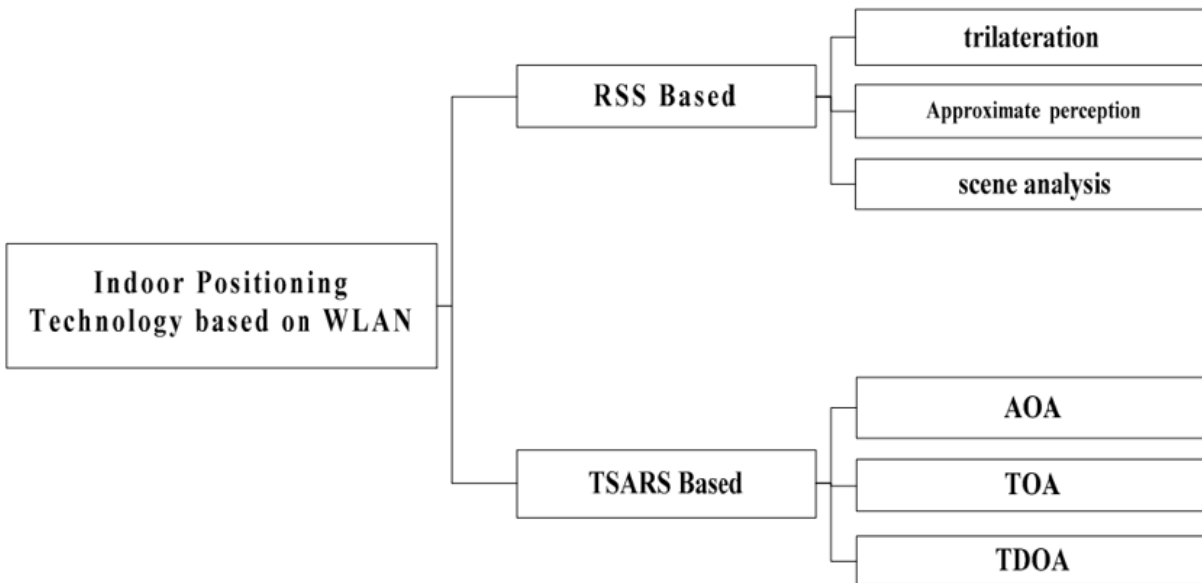 trilateration
RSS Based
Approximate perception
scene analysis
Indoor Positioning
Technology based on WLAN
AOA
TSARS Based
TOA
TDOA